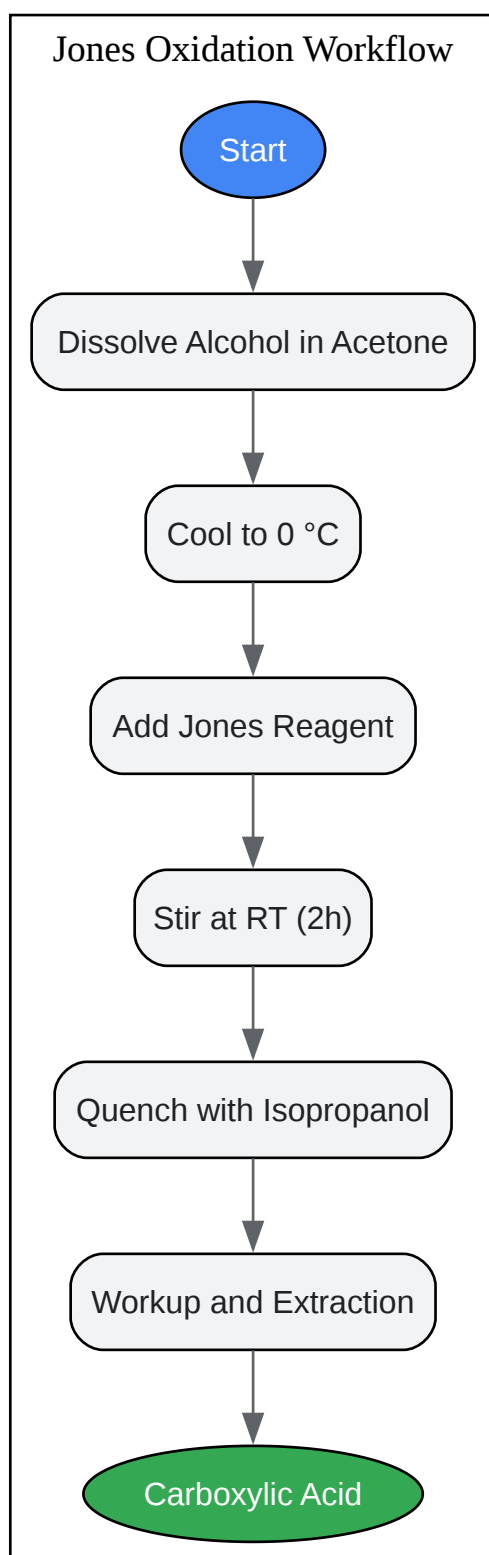 Jones Oxidation Workflow
Start
Dissolve Alcohol in Acetone
Cool to 0 °C
Add Jones Reagent
Stir at RT (2h)
Quench with Isopropanol
Workup and Extraction
Carboxylic Acid